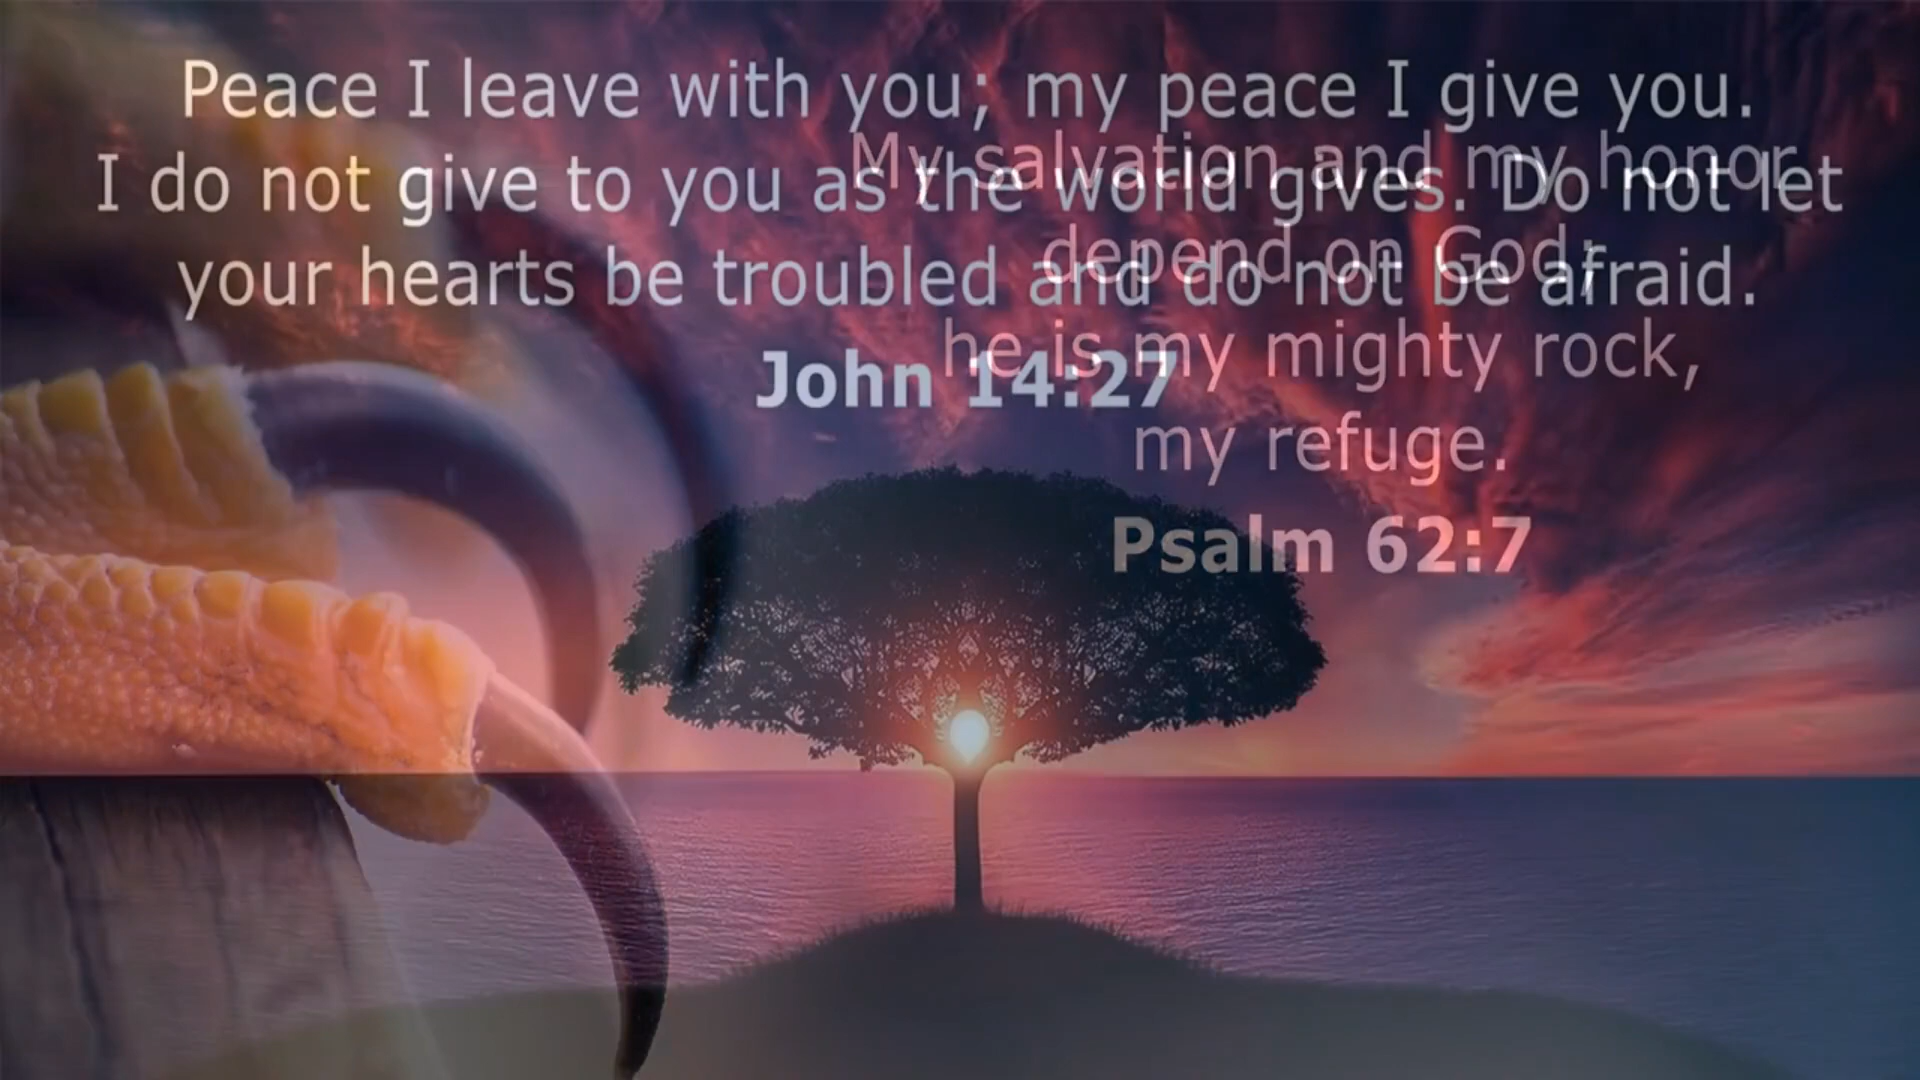 Peace I leave with you; my peace I give you.
I do not give to you as the world gives. Do not let
your hearts be troubled and do not be afraid.
John 14:27
My salvation and my honor
depend on God;
he is my mighty rock,
my refuge.
Psalm 62:7